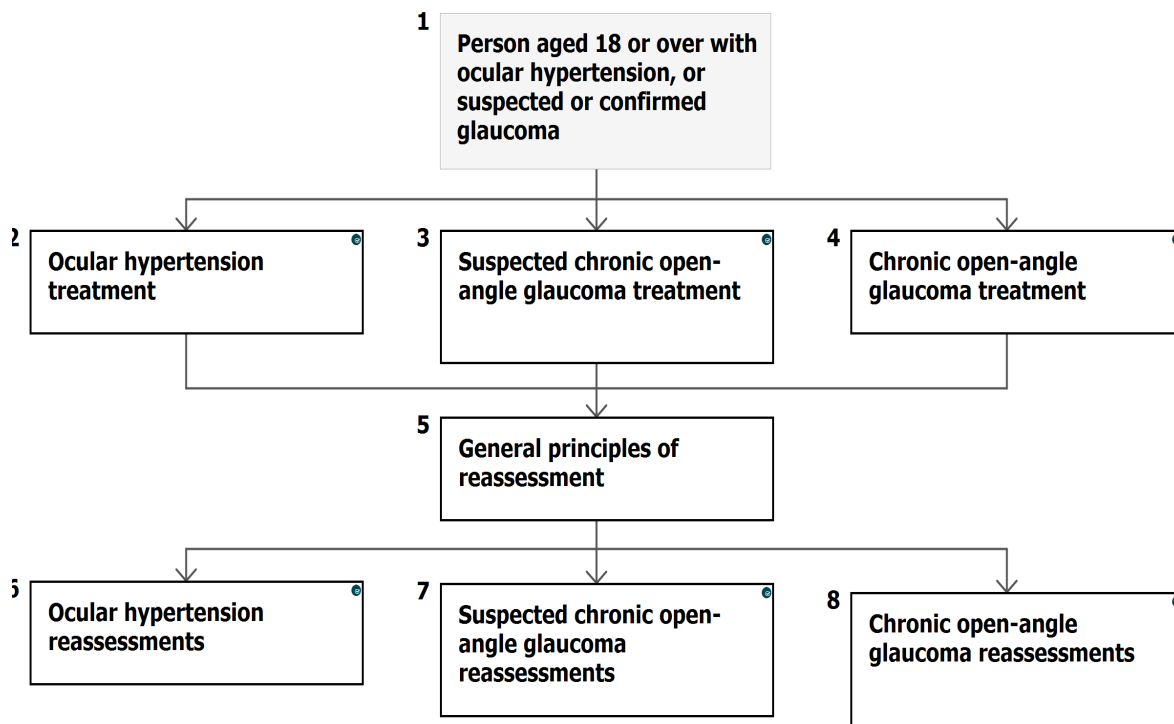 1
Person aged 18 or over with
ocular hypertension, or
suspected or confirmed
glaucoma
2
Ocular hypertension
treatment
3
Suspected chronic open-
angle glaucoma treatment
4
Chronic open-angle
glaucoma treatment
5
General principles of
reassessment
6
Ocular hypertension
reassessments
7
Suspected chronic open-
angle glaucoma
reassessments
8
Chronic open-angle
glaucoma reassessments